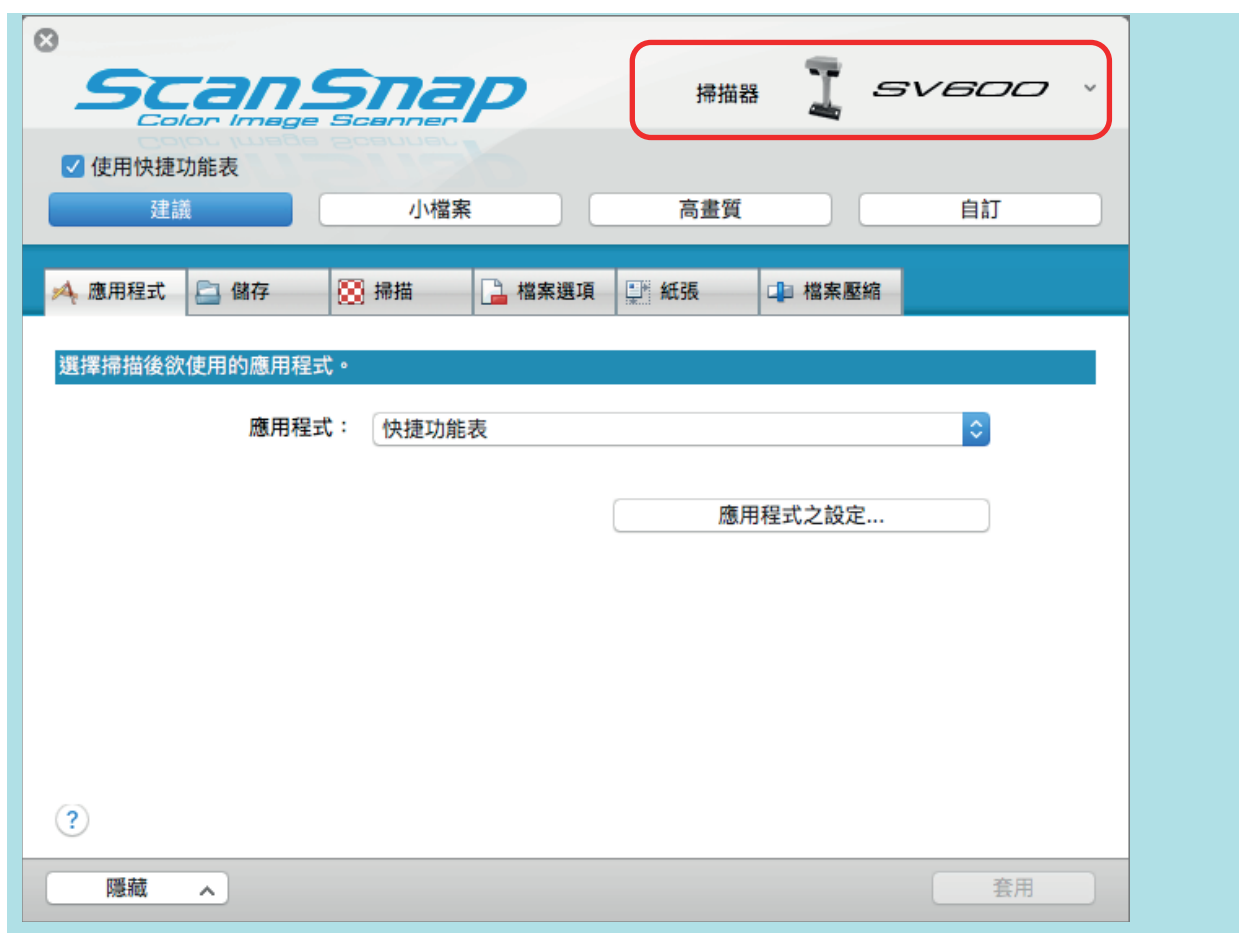 ScanSnap
Color Image Scanner
掃描器 SV600
使用快捷功能表
建議 小檔案 高畫質 自訂
應用程式 儲存 掃描 檔案選項 紙張 檔案壓縮
選擇掃描後欲使用的應用程式。
應用程式： 快捷功能表
應用程式之設定...
?
隱藏 套用